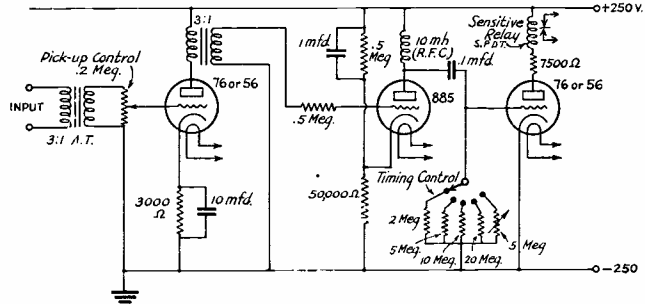 +250 V.
3:1
Sensitive
Relay
S.P.D.T.
.1 mfd.
.5
Meg
10 mh
(R.F.C.)
.1 mfd.
7500Ω
Pick-up Control
.2 Meg.
76 or 56
885
76 or 56
INPUT
3:1 A.T.
.5 Meg.
Timing Control
3000
Ω
10 mfd.
50,000Ω
2 Meg
5 Meg.
10 Meg.
20 Meg.
5 Meg
-250